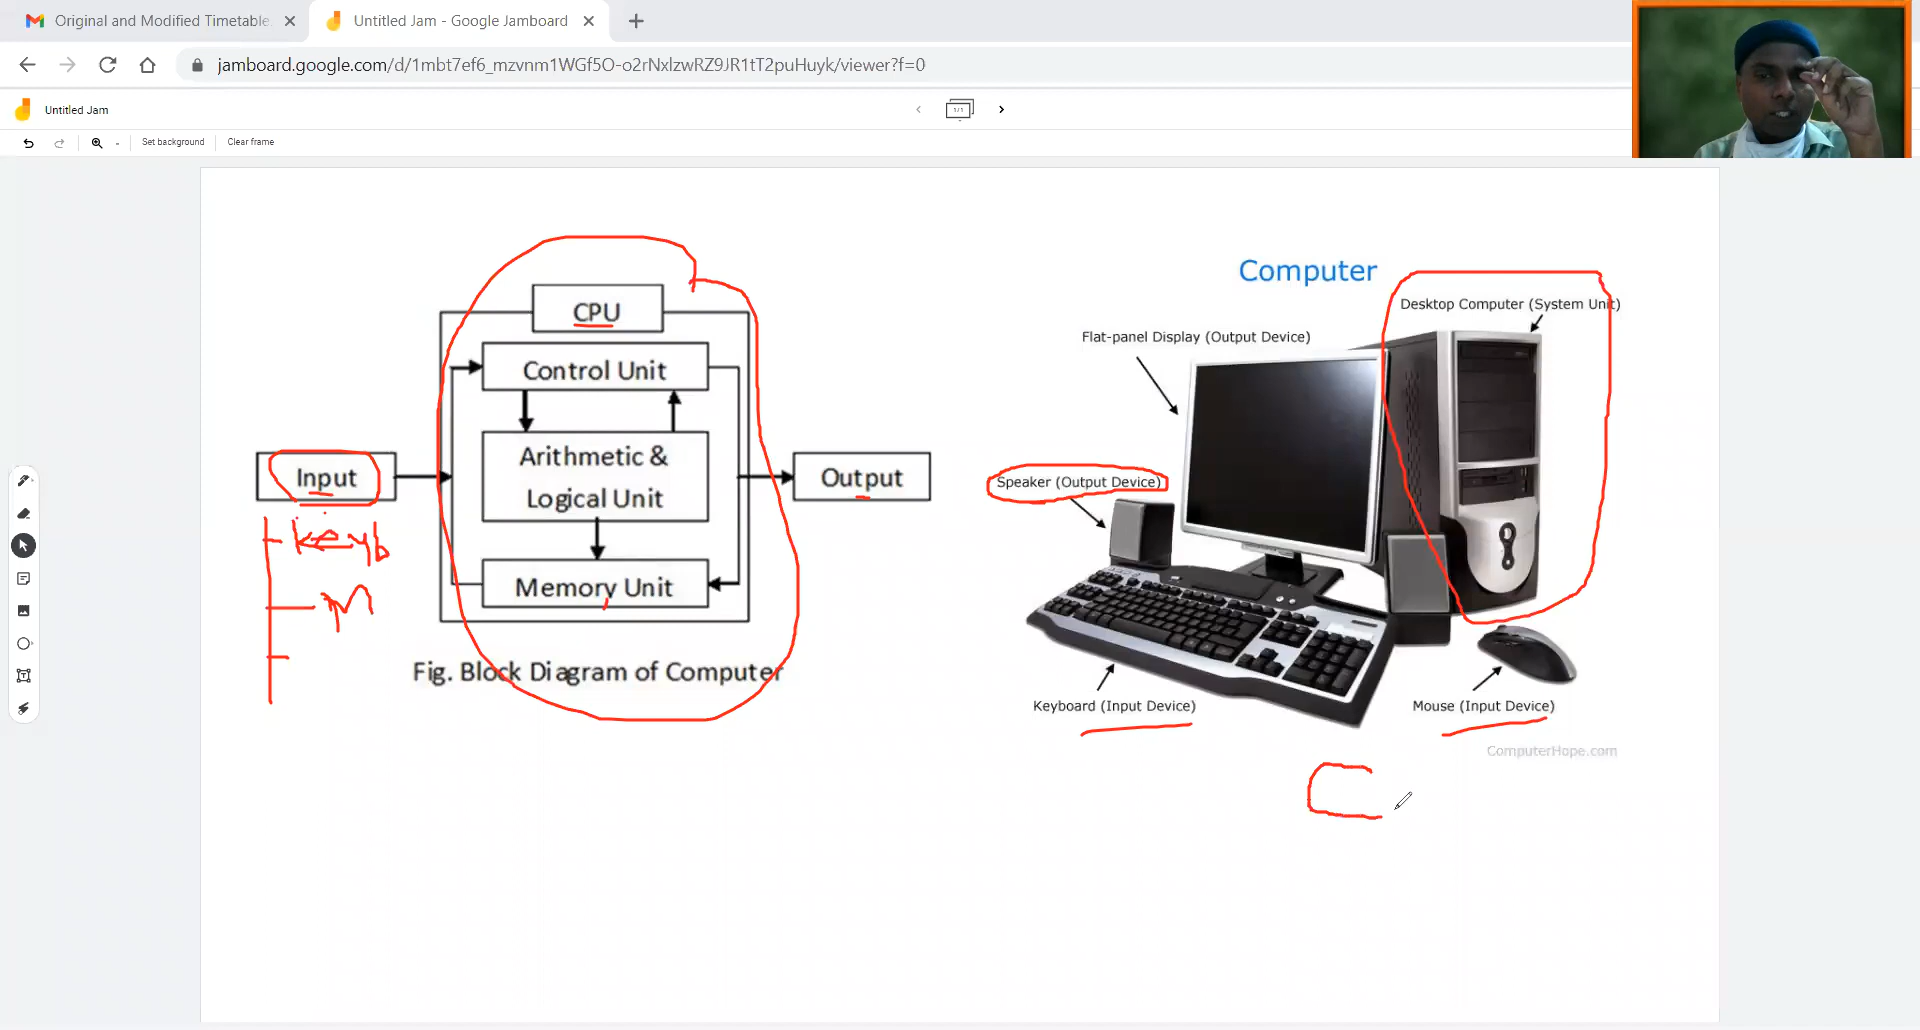 Original and Modified Timetable
Untitled Jam - Google Jamboard
jamboard.google.com/d/1mbt7ef6_mzvnm1WGf5O-o2rNxlzwRZ9JR1tT2puHuyk/viewer?f=0
Untitled Jam
1/1
Set background
Clear frame
CPU
Control Unit
Arithmetic &
Logical Unit
Memory Unit
Input
Output
keyb
M
Fig. Block Diagram of Computer
Computer
Desktop Computer (System Unit)
Flat-panel Display (Output Device)
Speaker (Output Device)
Keyboard (Input Device)
Mouse (Input Device)
ComputerHope.com